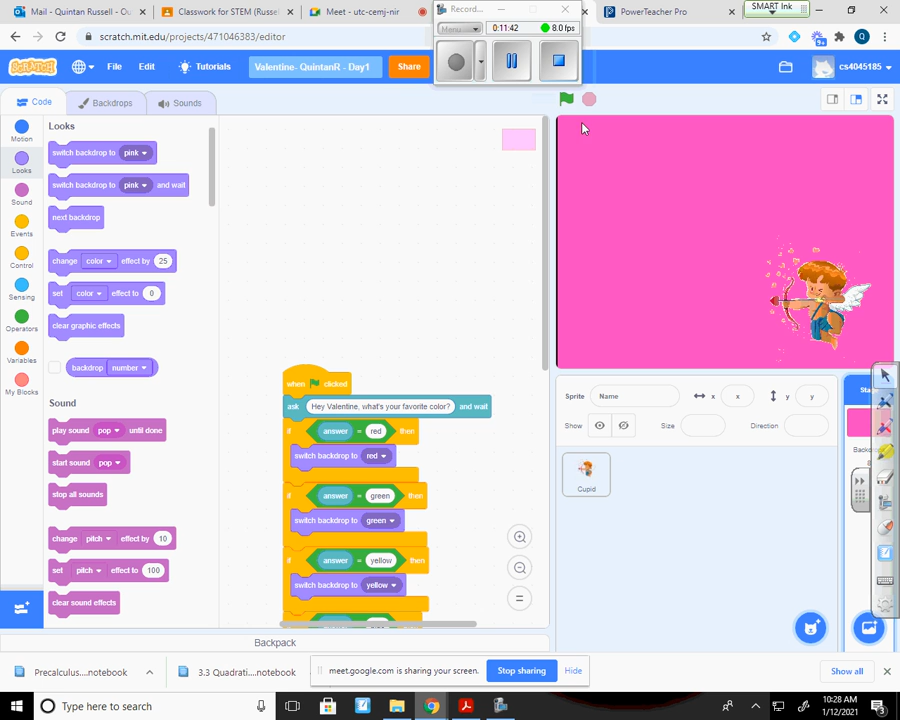 Mail - Quintan Russell - Out
Classwork for STEM (Russe
Meet - utc-cemj-nir
Record...
PowerTeacher Pro
SMART Ink
Menu
0:11:42
8.0 fps
scratch.mit.edu/projects/471046383/editor
9+
Q
SCRATCH
File
Edit
Tutorials
Valentine- QuintanR - Day1
Share
cs4045185
Code
Backdrops
Sounds
Motion
Looks
Sound
Events
Control
Sensing
Operators
Variables
My Blocks
Looks
switch backdrop to pink
switch backdrop to pink and wait
next backdrop
change color effect by 25
set color effect to 0
clear graphic effects
backdrop number
Sound
play sound pop until done
start sound pop
stop all sounds
change pitch effect by 10
set pitch effect to 100
clear sound effects
when clicked
ask Hey Valentine, what's your favorite color? and wait
if answer = red then
switch backdrop to red
if answer = green then
switch backdrop to green
if answer = yellow then
switch backdrop to yellow
Backpack
Sprite
Name
x
x
y
y
Show
Size
Direction
Cupid
Precalculus....notebook
3.3 Quadrati....notebook
meet.google.com is sharing your screen.
Stop sharing
Hide
Show all
Type here to search
10:28 AM
1/12/2021
3